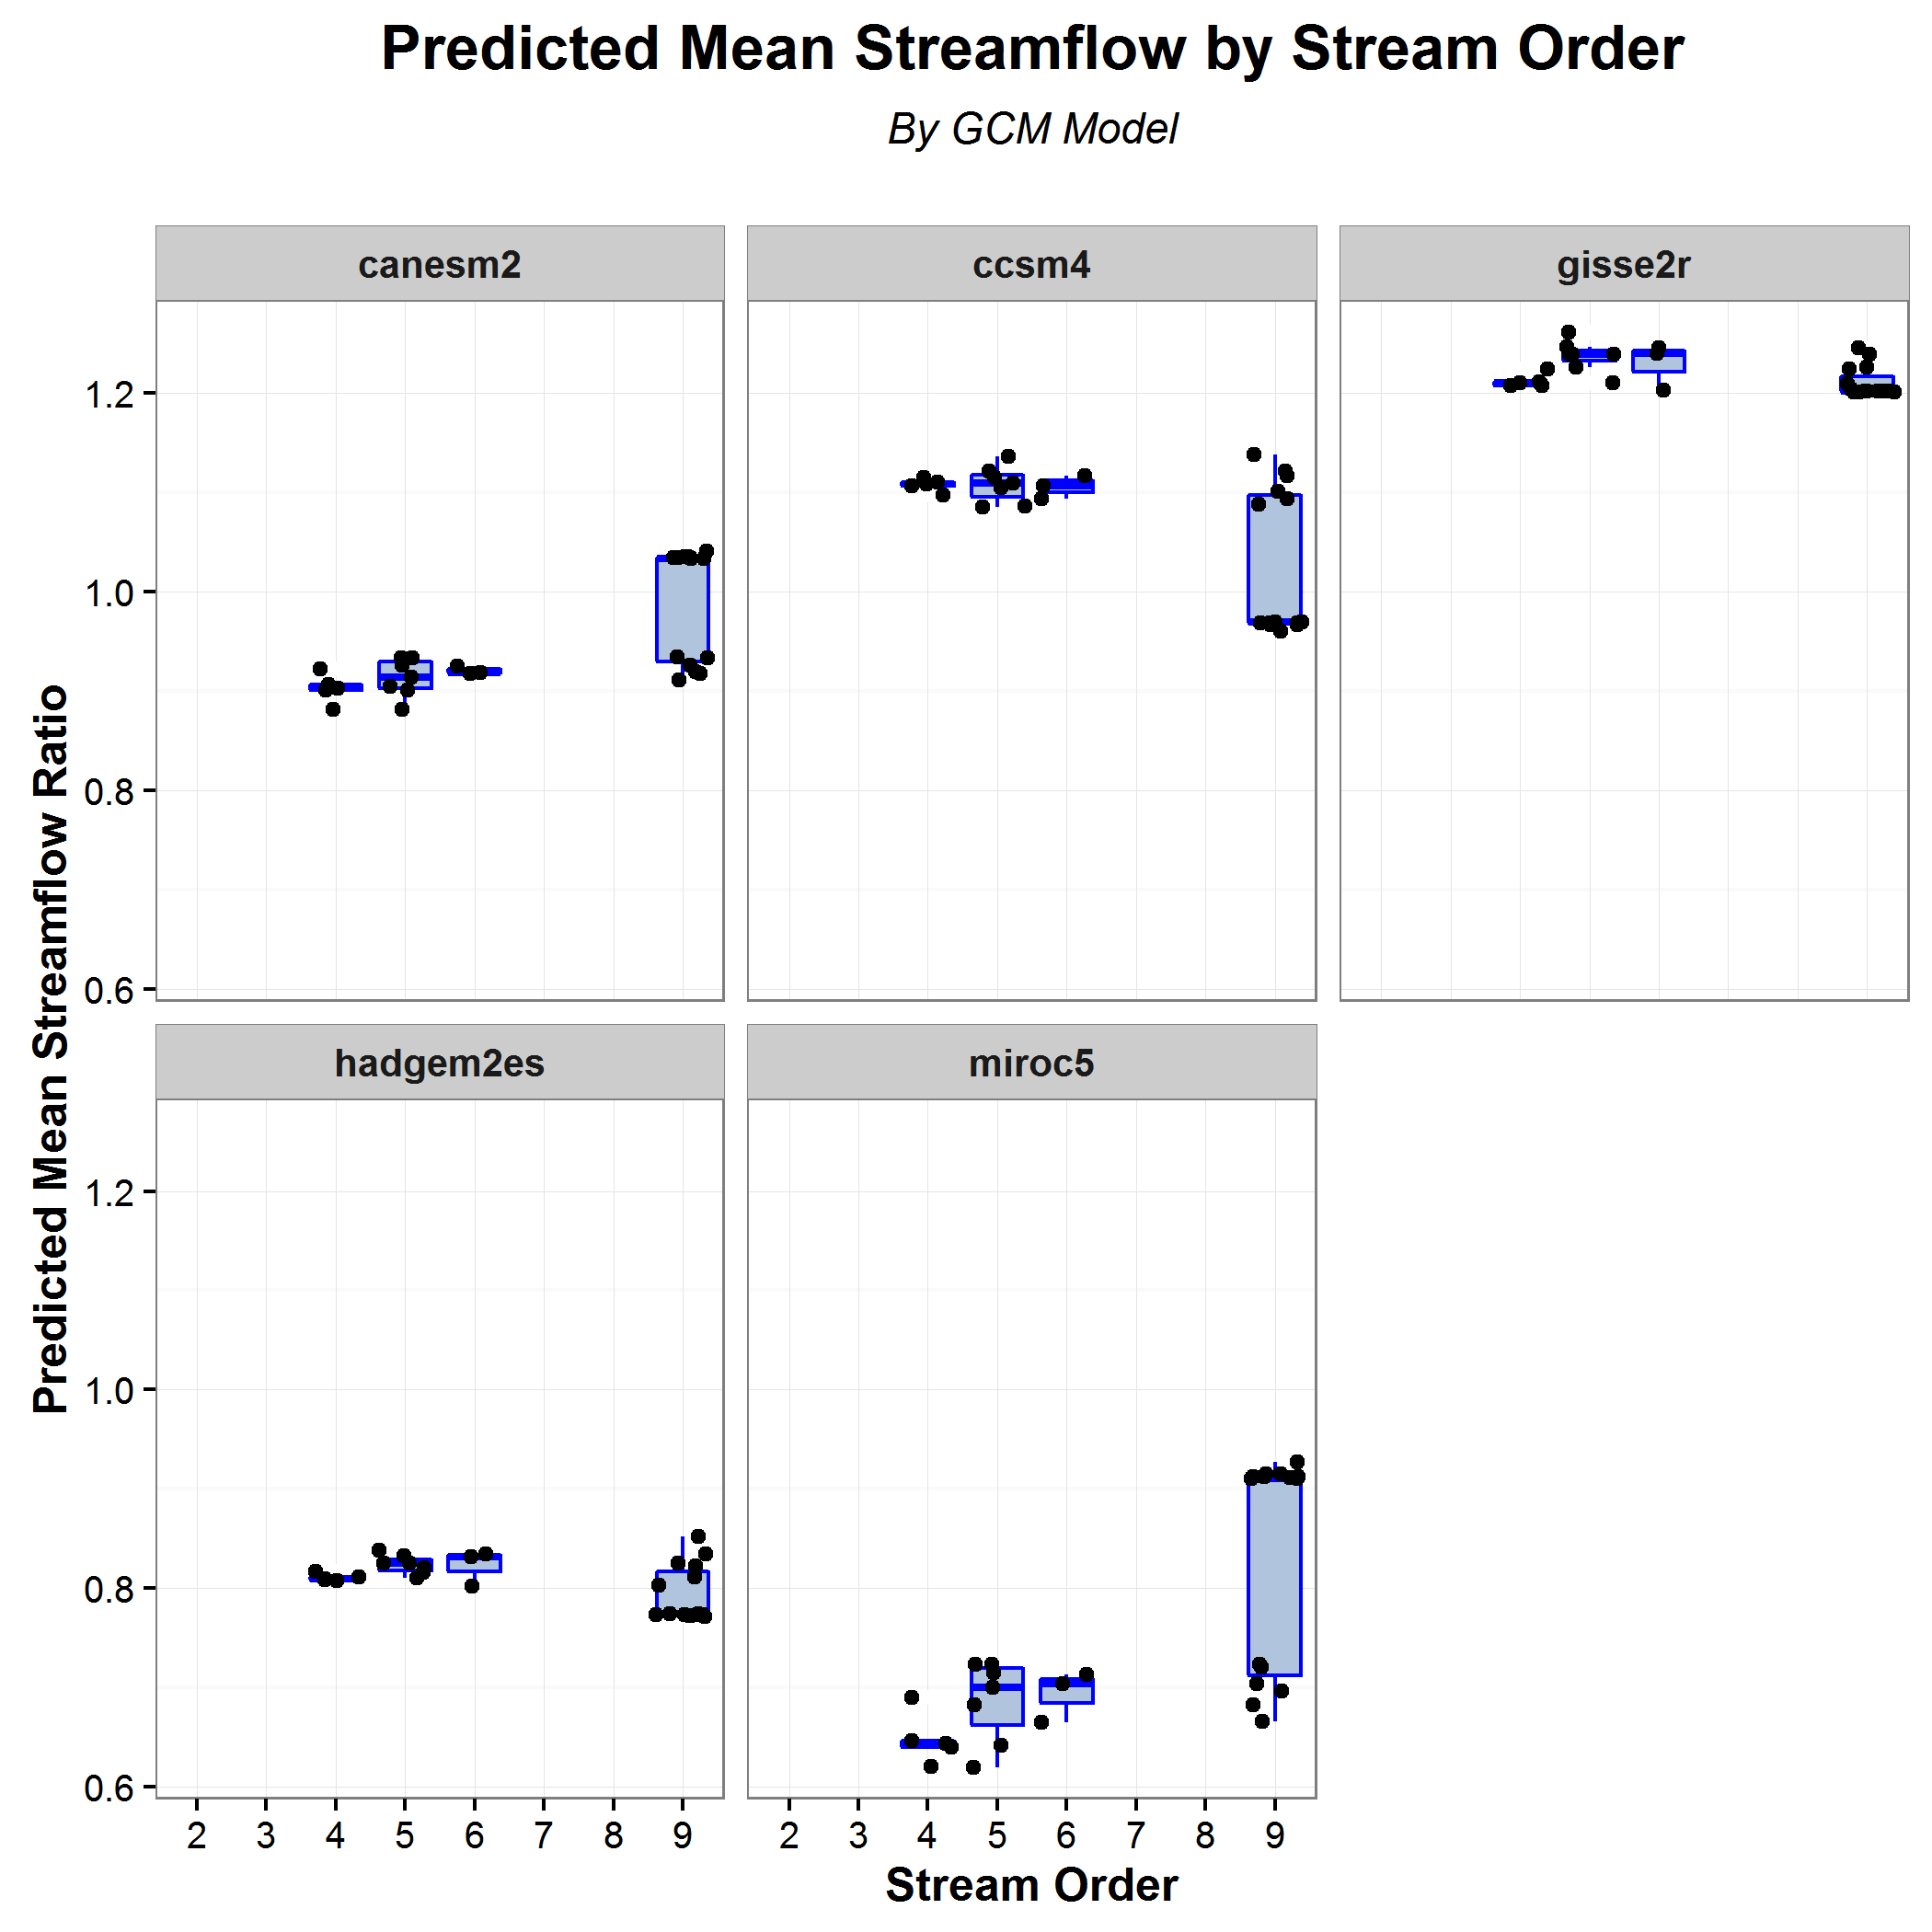 Predicted Mean Streamflow by Stream Order
By GCM Model
canesm2
ccsm4
gisse2r
1.2
1.0
0.8
0.6
Predicted Mean Streamflow Ratio
hadgem2es
miroc5
1.2
1.0
0.8
0.6
2 3 4 5 6 7 8 9
2 3 4 5 6 7 8 9
Stream Order